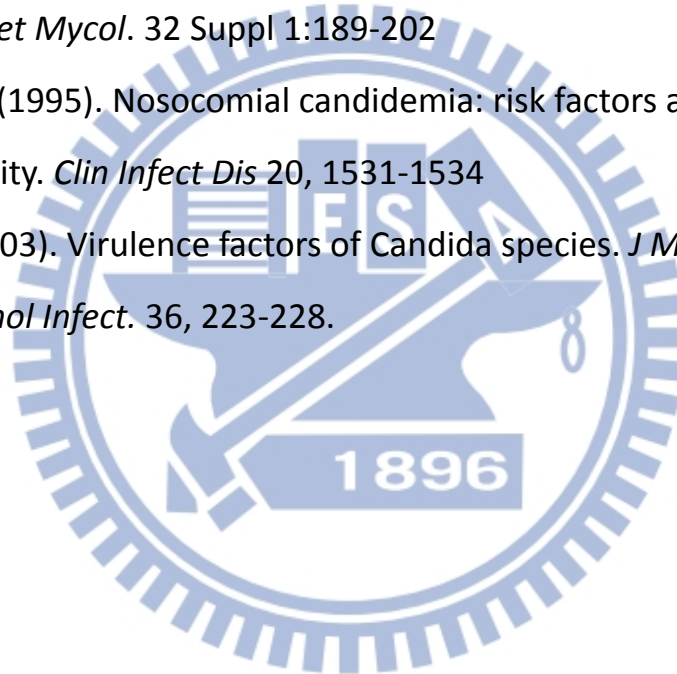 et Mycol. 32 Suppl 1:189-202
(1995). Nosocomial candidemia: risk factors a
ity. Clin Infect Dis 20, 1531-1534
03). Virulence factors of Candida species. J M
nol Infect. 36, 223-228.
ESA
1896